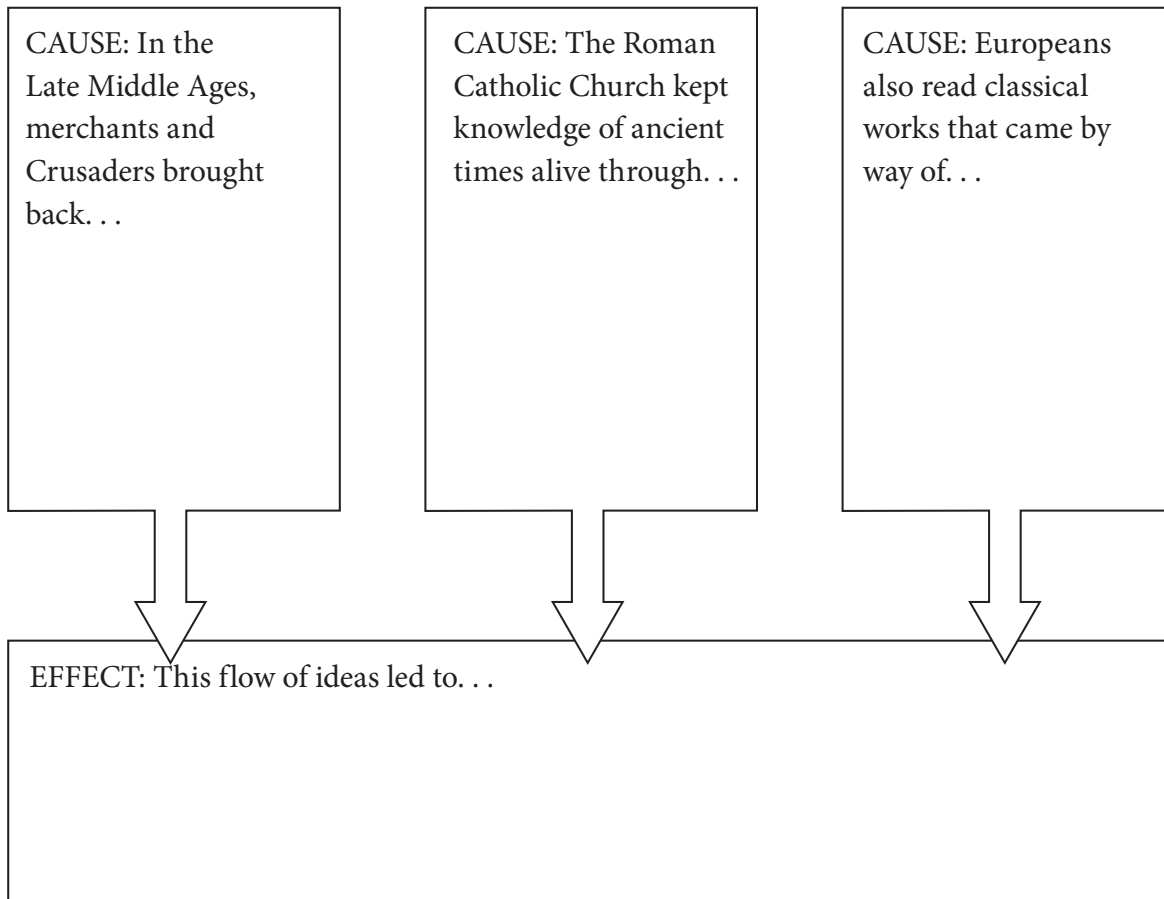 CAUSE: In the
Late Middle Ages,
merchants and
Crusaders brought
back. . .
CAUSE: The Roman
Catholic Church kept
knowledge of ancient
times alive through. . .
CAUSE: Europeans
also read classical
works that came by
way of. . .
EFFECT: This flow of ideas led to. . .